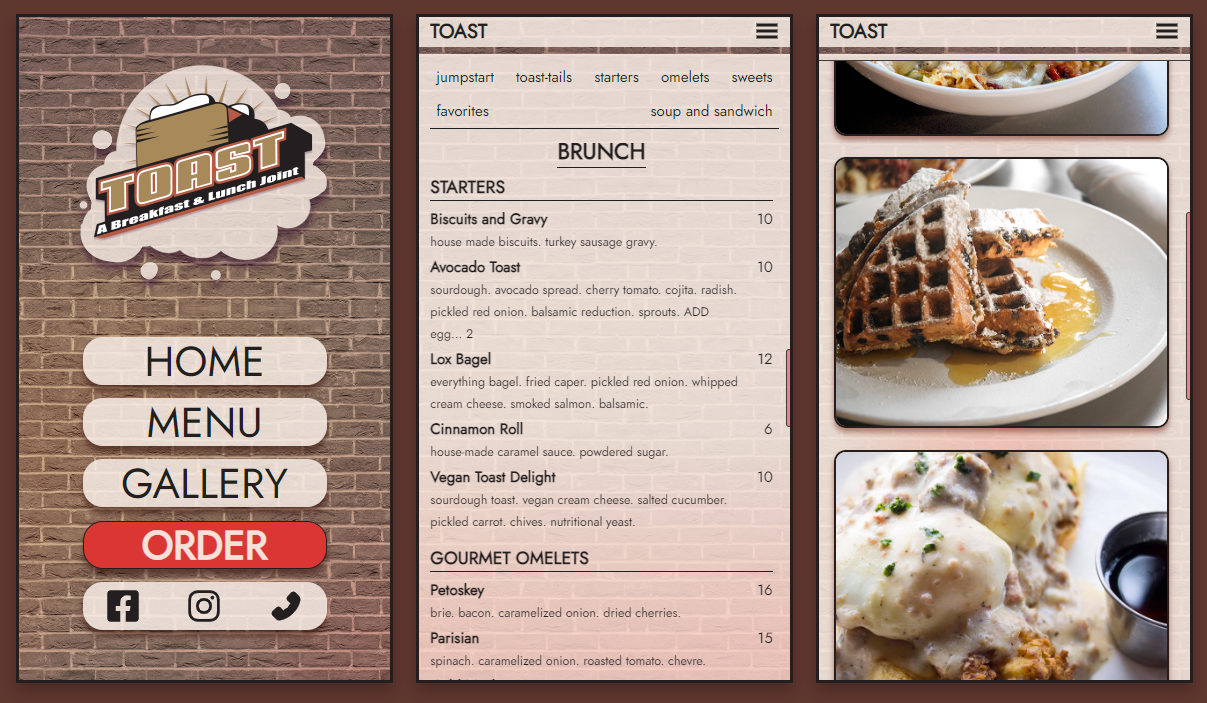 TOAST
A Breakfast & Lunch Joint
HOME
MENU
GALLERY
ORDER
TOAST
jumpstart toast-tails starters omelets sweets
favorites soup and sandwich
BRUNCH
STARTERS
Biscuits and Gravy 10
house made biscuits. turkey sausage gravy.
Avocado Toast 10
sourdough. avocado spread. cherry tomato. cojita. radish.
pickled red onion. balsamic reduction. sprouts. ADD
egg... 2
Lox Bagel 12
everything bagel. fried caper. pickled red onion. whipped
cream cheese. smoked salmon. balsamic.
Cinnamon Roll 6
house-made caramel sauce. powdered sugar.
Vegan Toast Delight 10
sourdough toast. vegan cream cheese. salted cucumber.
pickled carrot. chives. nutritional yeast.
GOURMET OMELETS
Petoskey 16
brie. bacon. caramelized onion. dried cherries.
Parisian 15
spinach. caramelized onion. roasted tomato. chevre.
TOAST